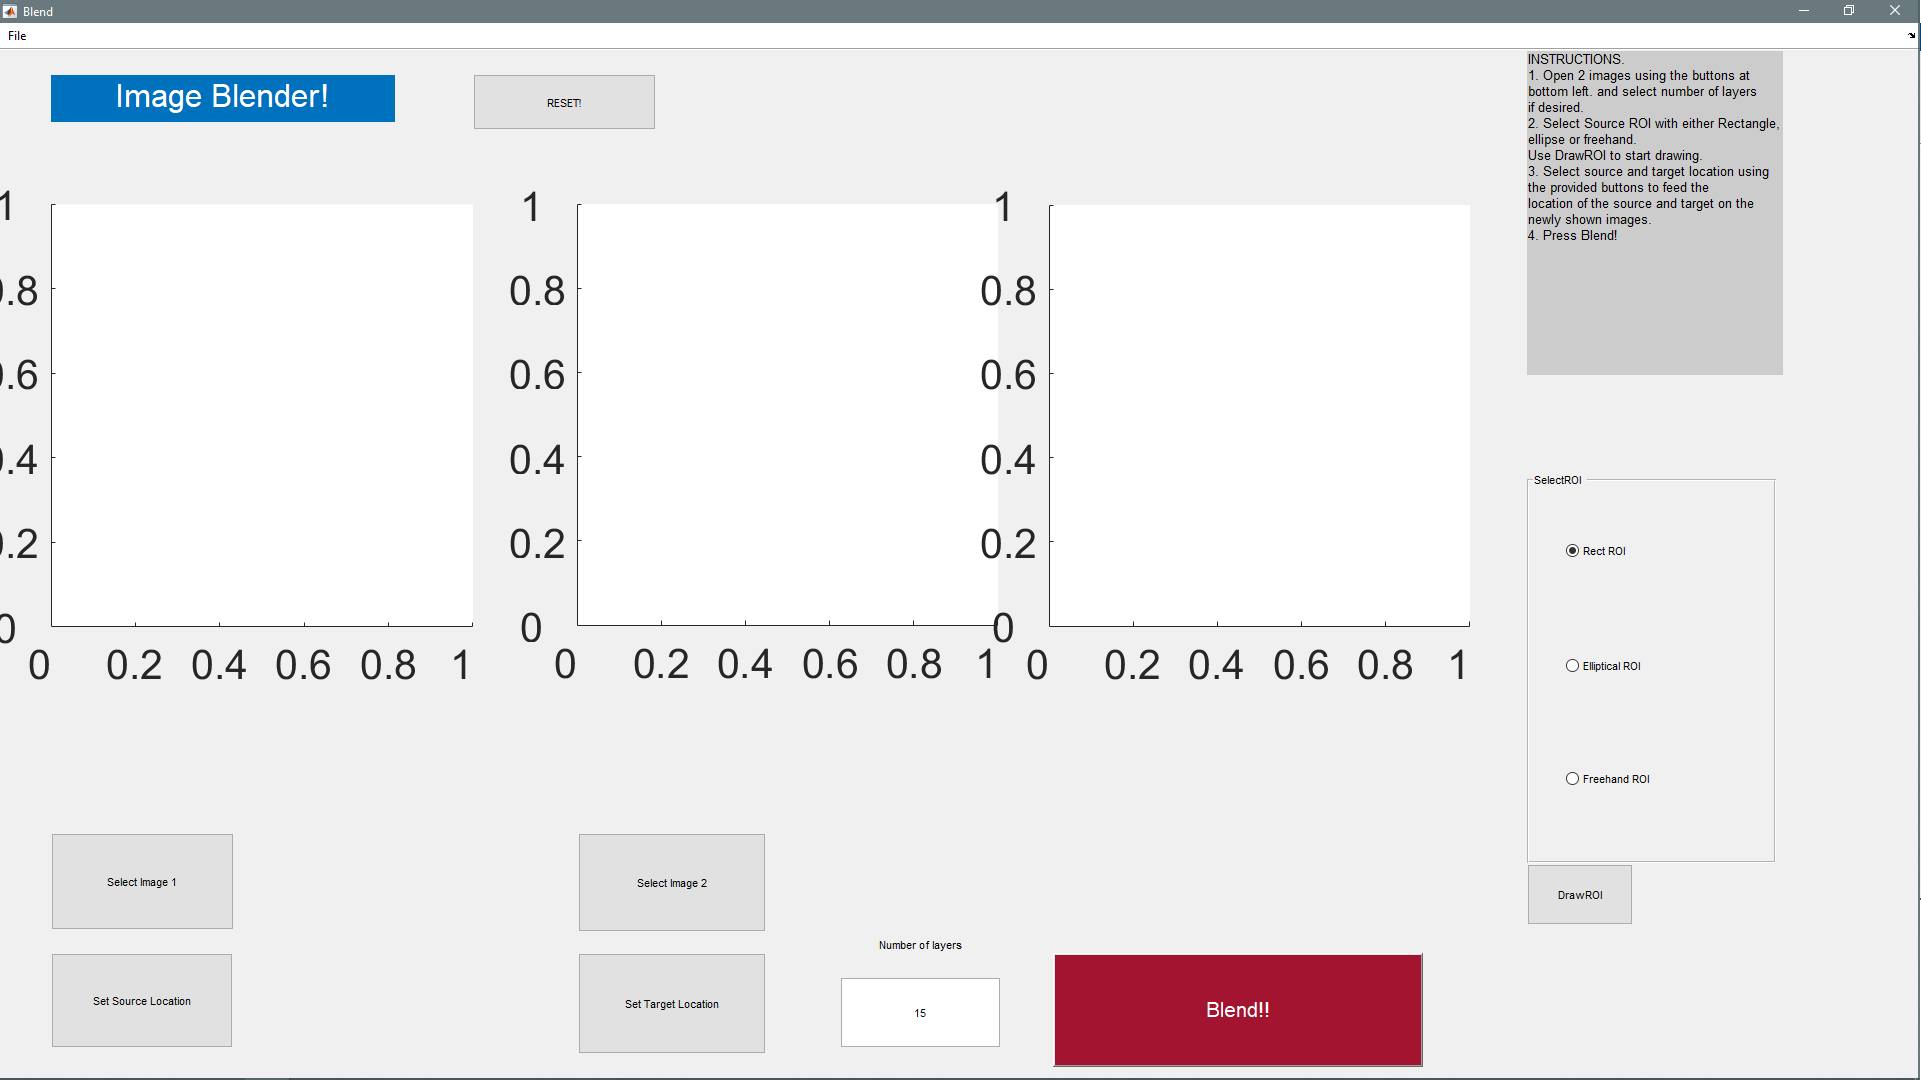 Blend
File
Image Blender!
RESET!
INSTRUCTIONS.
1. Open 2 images using the buttons at
bottom left. and select number of layers
if desired.
2. Select Source ROI with either Rectangle,
ellipse or freehand.
Use DrawROI to start drawing.
3. Select source and target location using
the provided buttons to feed the
location of the source and target on the
newly shown images.
4. Press Blend!
1
0.8
0.6
0.4
0.2
0
0 0.2 0.4 0.6 0.8 1
1
0.8
0.6
0.4
0.2
0
0 0.2 0.4 0.6 0.8 1
1
0.8
0.6
0.4
0.2
0
0 0.2 0.4 0.6 0.8 1
SelectROI
Rect ROI
Elliptical ROI
Freehand ROI
DrawROI
Select Image 1
Select Image 2
Set Source Location
Set Target Location
Number of layers
15
Blend!!